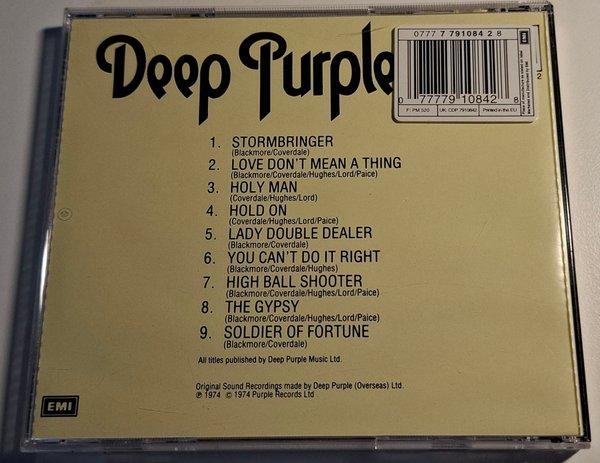 Deep Purple
0777 7 791084 2 8
0 77779 10842 8
F: PM 520
UK: CDP 7910842
Printed in the EU
EMI
2
1. STORMBRINGER
(Blackmore/Coverdale)
2. LOVE DON'T MEAN A THING
(Blackmore/Coverdale/Hughes/Lord/Paice)
3. HOLY MAN
(Coverdale/Hughes/Lord)
4. HOLD ON
(Coverdale/Hughes/Lord/Paice)
5. LADY DOUBLE DEALER
(Blackmore/Coverdale)
6. YOU CAN'T DO IT RIGHT
(Blackmore/Coverdale/Hughes)
7. HIGH BALL SHOOTER
(Blackmore/Coverdale/Hughes/Lord/Paice)
8. THE GYPSY
(Blackmore/Coverdale/Hughes/Lord/Paice)
9. SOLDIER OF FORTUNE
(Blackmore/Coverdale)
All titles published by Deep Purple Music Ltd.
Original Sound Recordings made by Deep Purple (Overseas) Ltd.
℗ 1974 © 1974 Purple Records Ltd
EMI